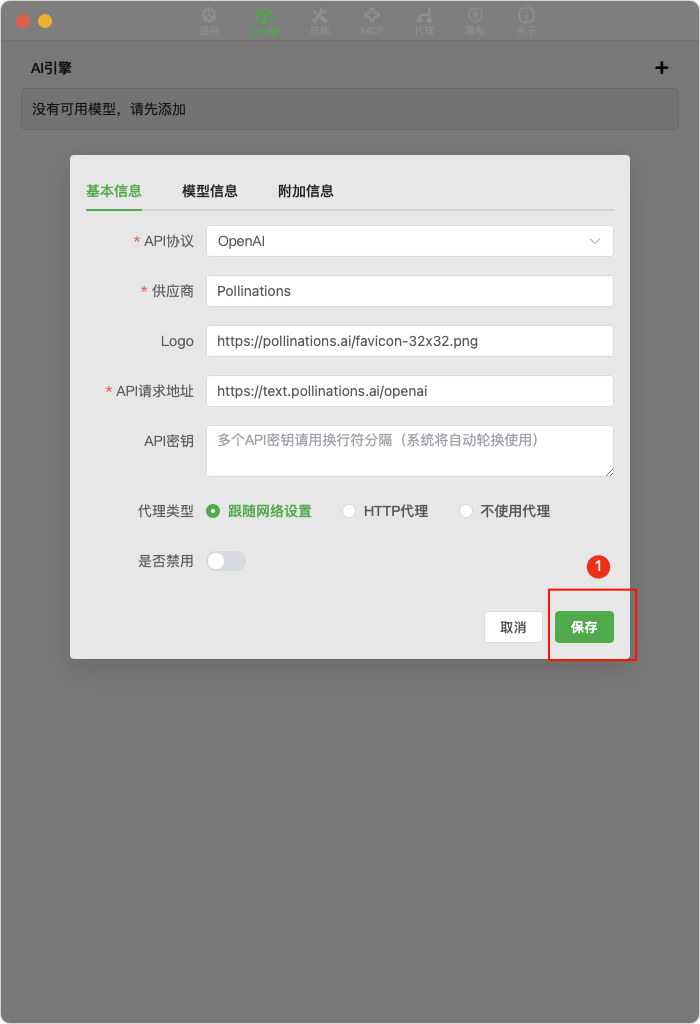 通用 AI引擎 技能 MCP 代理 隐私 关于
AI引擎
没有可用模型，请先添加
基本信息 模型信息 附加信息
* API协议 OpenAI
* 供应商 Pollinations
Logo https://pollinations.ai/favicon-32x32.png
* API请求地址 https://text.pollinations.ai/openai
API密钥 多个API密钥请用换行符分隔（系统将自动轮换使用）
代理类型 跟随网络设置 HTTP代理 不使用代理
是否禁用
1
取消 保存